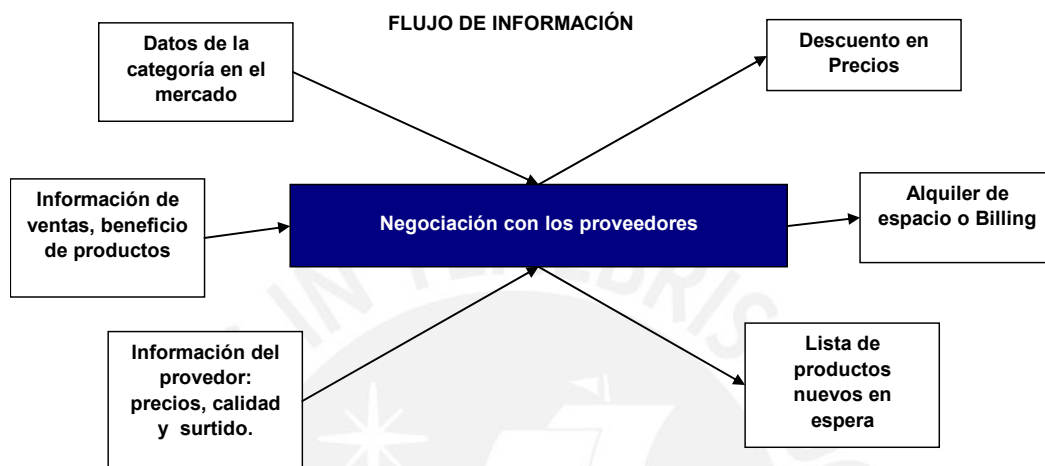 FLUJO DE INFORMACIÓN
Datos de la
categoría en el
mercado
Descuento en
Precios
Información de
ventas, beneficio
de productos
Negociación con los proveedores
Alquiler de
espacio o Billing
Información del
provedor:
precios, calidad
y surtido.
Lista de
productos
nuevos en
espera